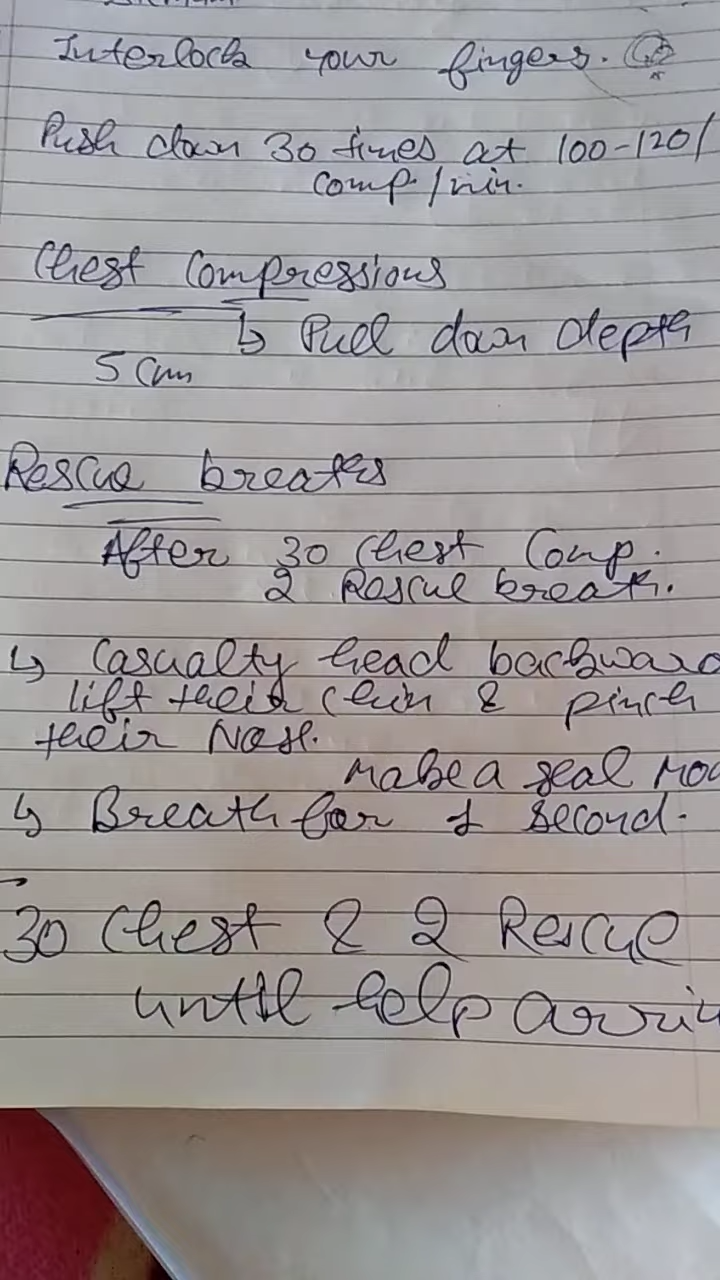 Interlock your fingers.
Push down 30 times at 100-120/
comp./min.
Chest Compressions
↳ Pull down depth
5 cm
Rescue breaths
After 30 Chest Comp.
2 Rescue breath.
↳ Casualty head backward
lift their chin & pinch
their Nose.
Make a seal Mou
↳ Breath for 1 second.
30 Chest & 2 Rescue
until help arriv